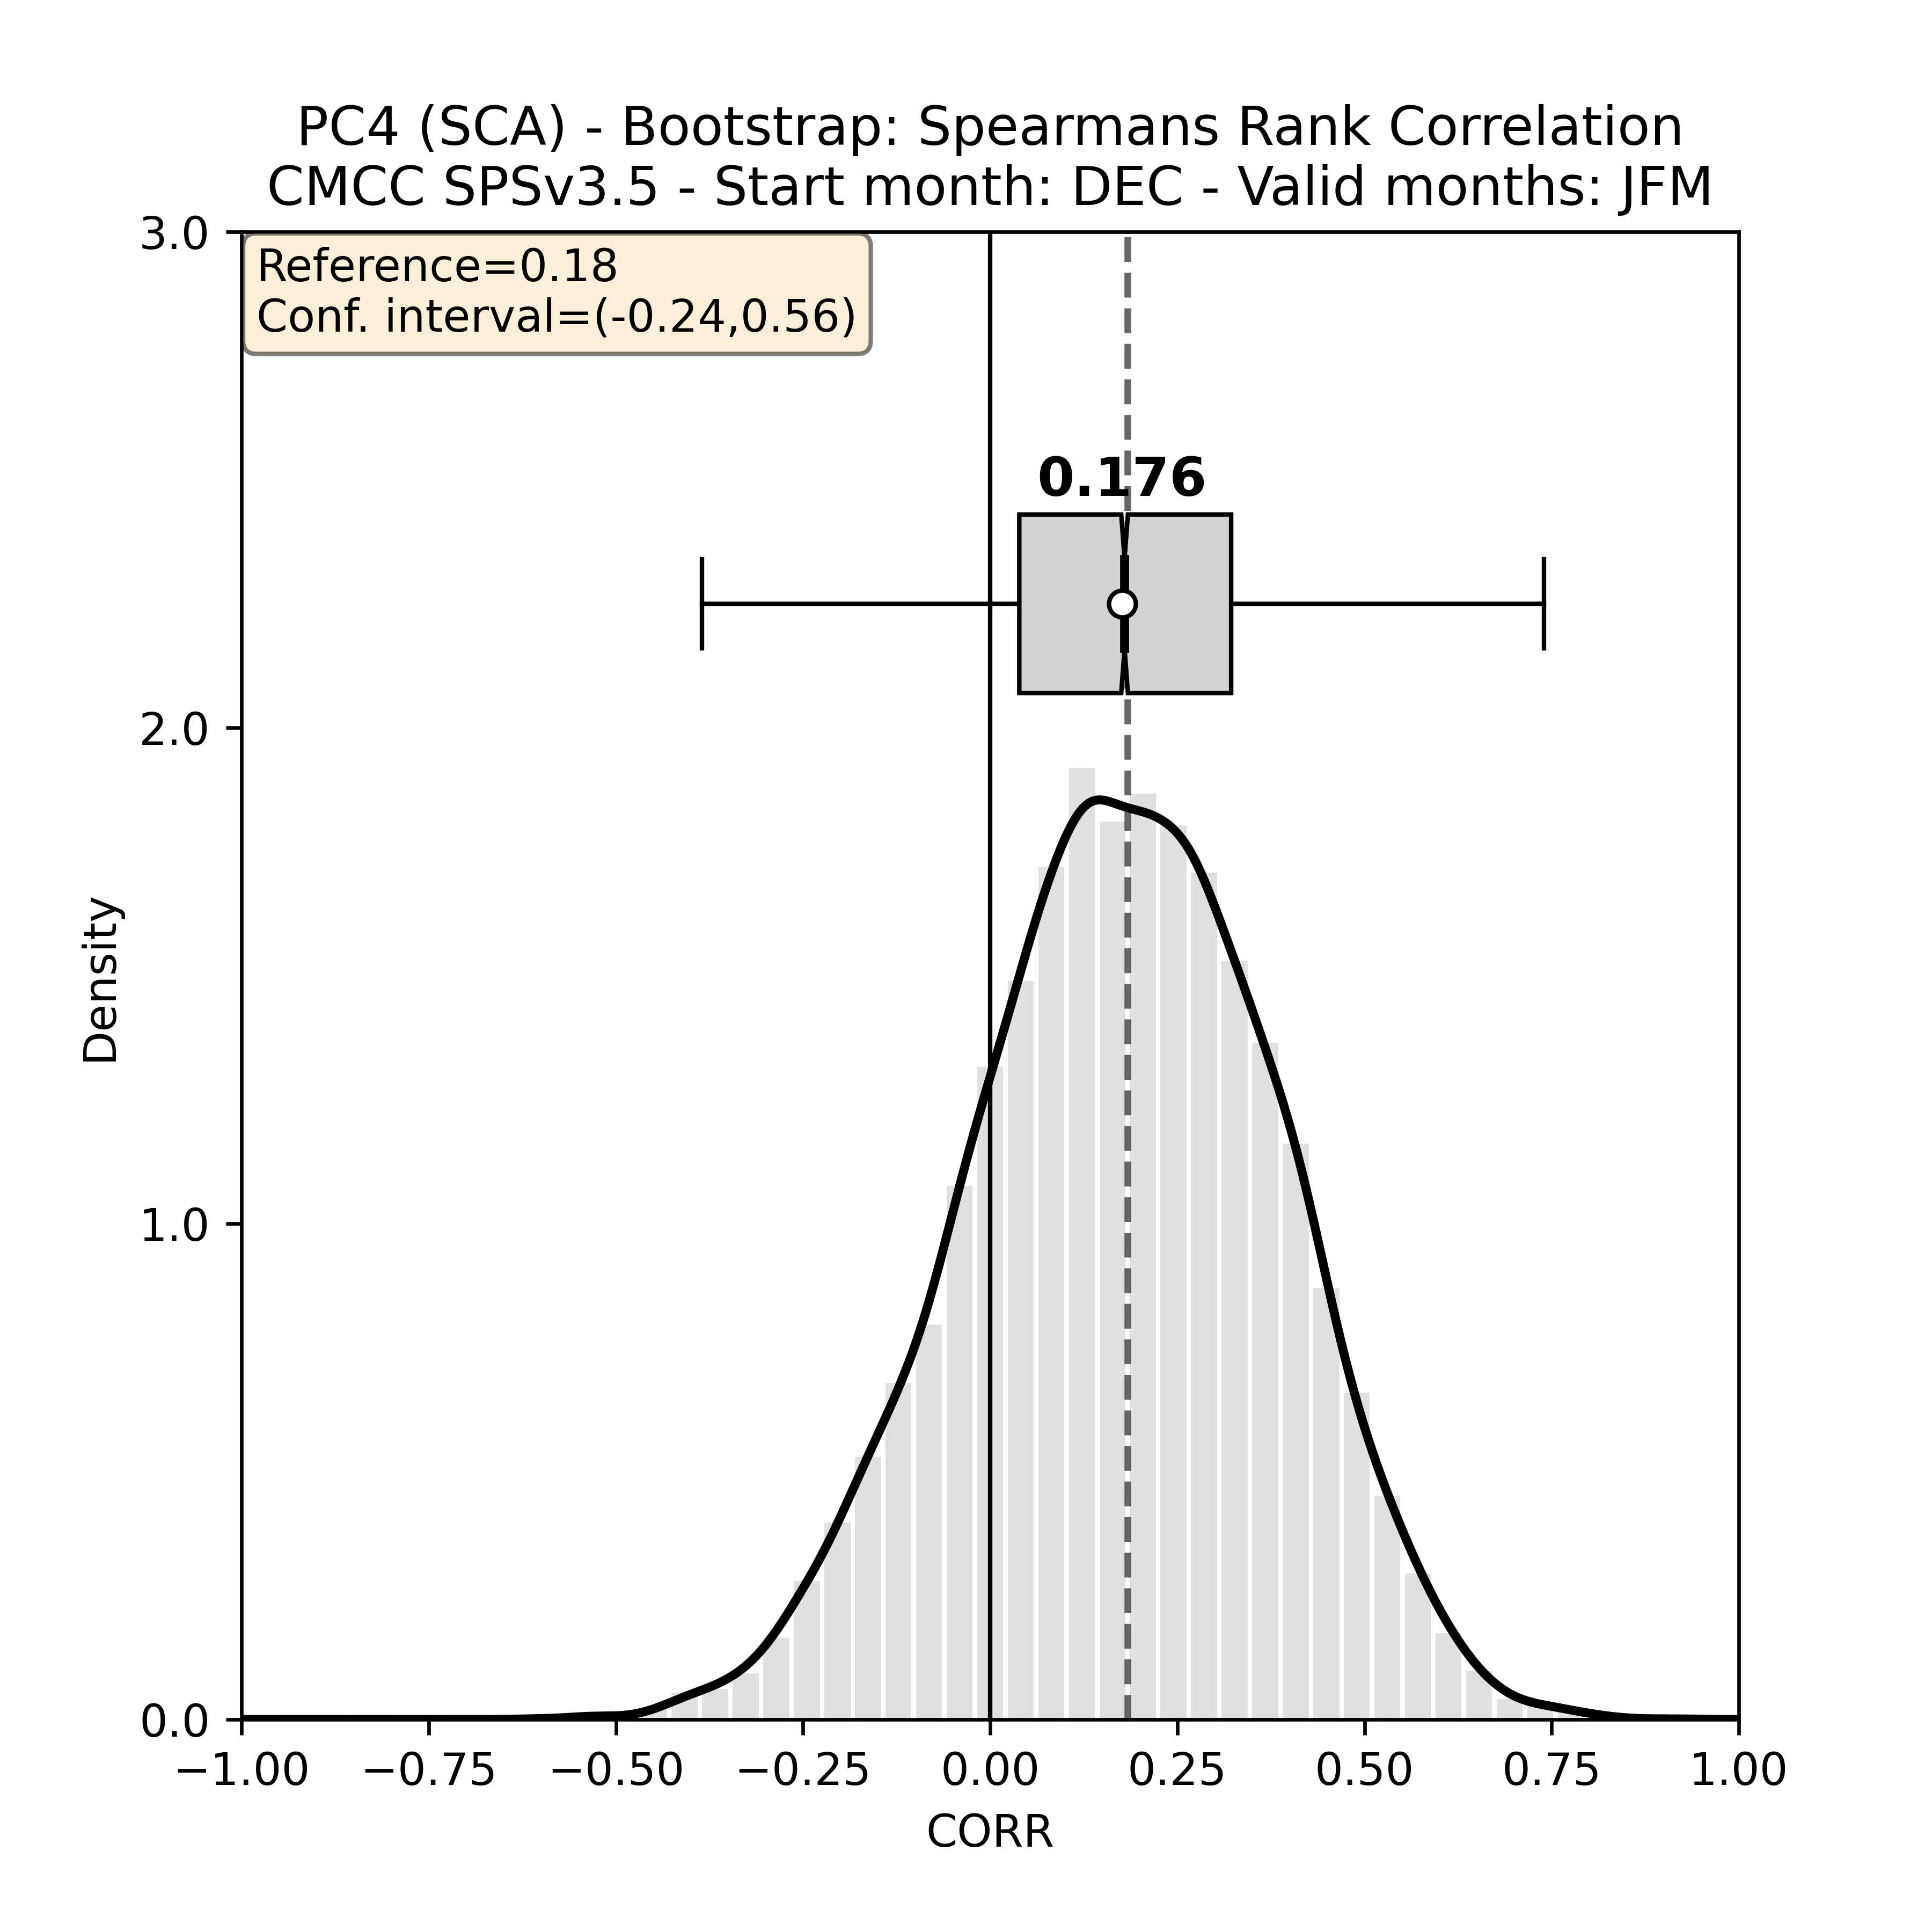 PC4 (SCA) - Bootstrap: Spearmans Rank Correlation
CMCC SPSv3.5 - Start month: DEC - Valid months: JFM
3.0
Reference=0.18
Conf. interval=(-0.24,0.56)
0.176
2.0
Density
1.0
0.0
−1.00 −0.75 −0.50 −0.25 0.00 0.25 0.50 0.75 1.00
CORR